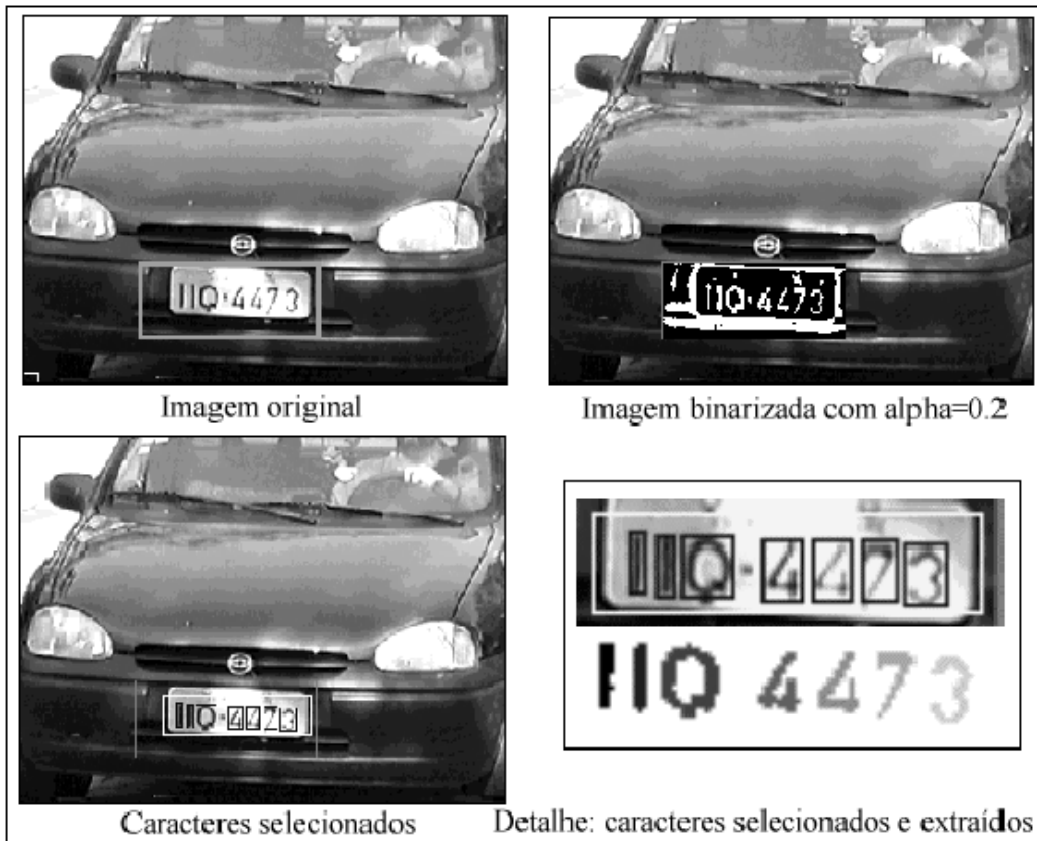 IIQ·4473
Imagem original
IIQ·4473
Imagem binarizada com alpha=0.2
IIQ·4473
Caracteres selecionados
IIQ·4473
IIQ 4473
Detalhe: caracteres selecionados e extraídos